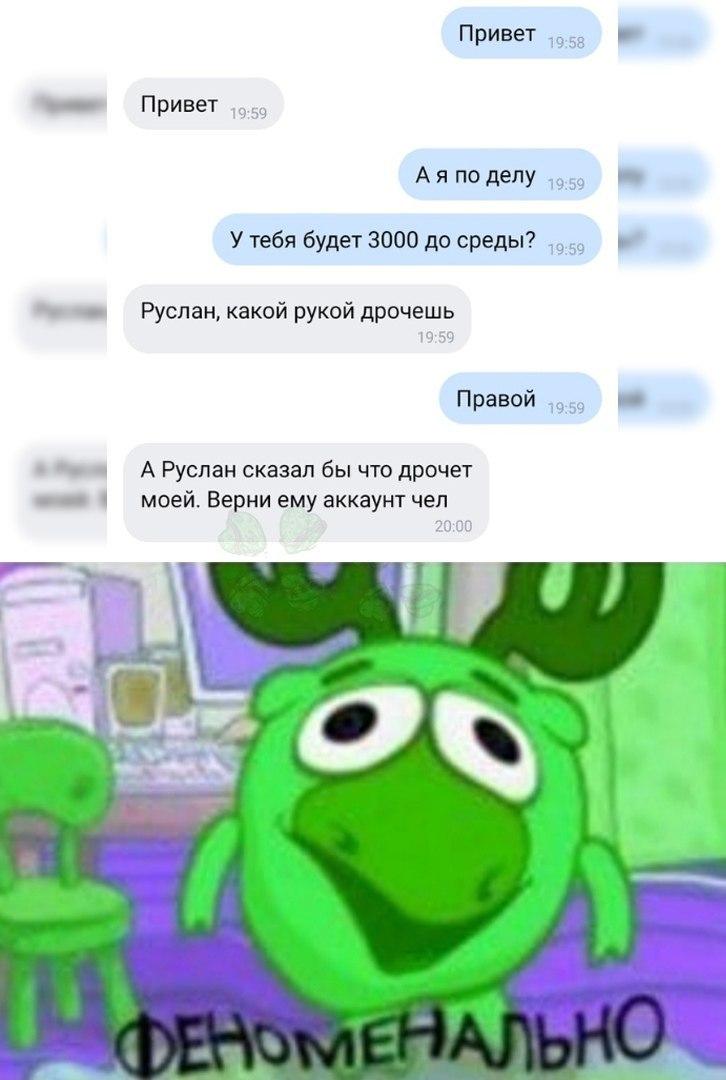 Привет 19:58
Привет 19:59
А я по делу 19:59
У тебя будет 3000 до среды? 19:59
Руслан, какой рукой дрочешь
19:59
Правой 19:59
А Руслан сказал бы что дрочет
моей. Верни ему аккаунт чел
20:00
ФЕНОМЕНАЛЬНО